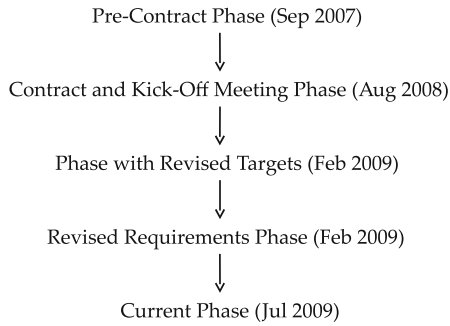 Pre-Contract Phase (Sep 2007)
Contract and Kick-Off Meeting Phase (Aug 2008)
Phase with Revised Targets (Feb 2009)
Revised Requirements Phase (Feb 2009)
Current Phase (Jul 2009)